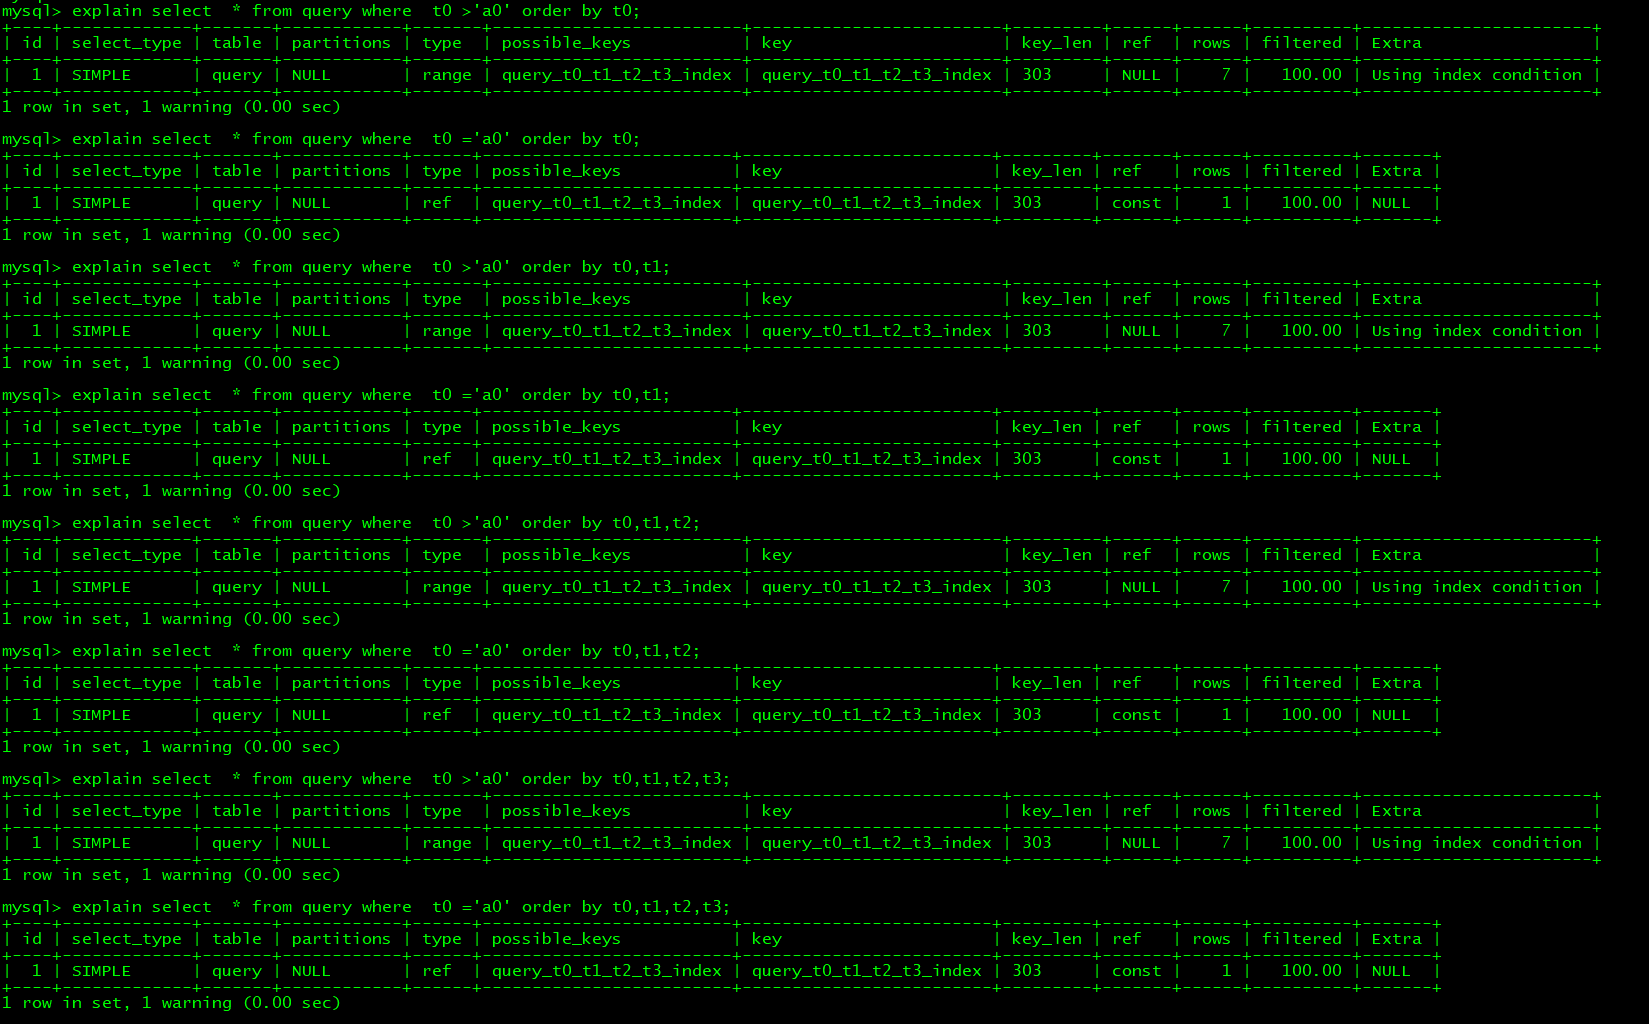 mysql> explain select  * from query where  t0 >'a0' order by t0;
+----+-------------+-------+------------+-------+-------------------------+-------------------------+---------+------+------+----------+-----------------------+
| id | select_type | table | partitions | type  | possible_keys           | key                     | key_len | ref  | rows | filtered | Extra                 |
+----+-------------+-------+------------+-------+-------------------------+-------------------------+---------+------+------+----------+-----------------------+
|  1 | SIMPLE      | query | NULL       | range | query_t0_t1_t2_t3_index | query_t0_t1_t2_t3_index | 303     | NULL |    7 |   100.00 | Using index condition |
+----+-------------+-------+------------+-------+-------------------------+-------------------------+---------+------+------+----------+-----------------------+
1 row in set, 1 warning (0.00 sec)
mysql> explain select  * from query where  t0 ='a0' order by t0;
+----+-------------+-------+------------+------+-------------------------+-------------------------+---------+-------+------+----------+-------+
| id | select_type | table | partitions | type | possible_keys           | key                     | key_len | ref   | rows | filtered | Extra |
+----+-------------+-------+------------+------+-------------------------+-------------------------+---------+-------+------+----------+-------+
|  1 | SIMPLE      | query | NULL       | ref  | query_t0_t1_t2_t3_index | query_t0_t1_t2_t3_index | 303     | const |    1 |   100.00 | NULL  |
+----+-------------+-------+------------+------+-------------------------+-------------------------+---------+-------+------+----------+-------+
1 row in set, 1 warning (0.00 sec)
mysql> explain select  * from query where  t0 >'a0' order by t0,t1;
+----+-------------+-------+------------+-------+-------------------------+-------------------------+---------+------+------+----------+-----------------------+
| id | select_type | table | partitions | type  | possible_keys           | key                     | key_len | ref  | rows | filtered | Extra                 |
+----+-------------+-------+------------+-------+-------------------------+-------------------------+---------+------+------+----------+-----------------------+
|  1 | SIMPLE      | query | NULL       | range | query_t0_t1_t2_t3_index | query_t0_t1_t2_t3_index | 303     | NULL |    7 |   100.00 | Using index condition |
+----+-------------+-------+------------+-------+-------------------------+-------------------------+---------+------+------+----------+-----------------------+
1 row in set, 1 warning (0.00 sec)
mysql> explain select  * from query where  t0 ='a0' order by t0,t1;
+----+-------------+-------+------------+------+-------------------------+-------------------------+---------+-------+------+----------+-------+
| id | select_type | table | partitions | type | possible_keys           | key                     | key_len | ref   | rows | filtered | Extra |
+----+-------------+-------+------------+------+-------------------------+-------------------------+---------+-------+------+----------+-------+
|  1 | SIMPLE      | query | NULL       | ref  | query_t0_t1_t2_t3_index | query_t0_t1_t2_t3_index | 303     | const |    1 |   100.00 | NULL  |
+----+-------------+-------+------------+------+-------------------------+-------------------------+---------+-------+------+----------+-------+
1 row in set, 1 warning (0.00 sec)
mysql> explain select  * from query where  t0 >'a0' order by t0,t1,t2;
+----+-------------+-------+------------+-------+-------------------------+-------------------------+---------+------+------+----------+-----------------------+
| id | select_type | table | partitions | type  | possible_keys           | key                     | key_len | ref  | rows | filtered | Extra                 |
+----+-------------+-------+------------+-------+-------------------------+-------------------------+---------+------+------+----------+-----------------------+
|  1 | SIMPLE      | query | NULL       | range | query_t0_t1_t2_t3_index | query_t0_t1_t2_t3_index | 303     | NULL |    7 |   100.00 | Using index condition |
+----+-------------+-------+------------+-------+-------------------------+-------------------------+---------+------+------+----------+-----------------------+
1 row in set, 1 warning (0.00 sec)
mysql> explain select  * from query where  t0 ='a0' order by t0,t1,t2;
+----+-------------+-------+------------+------+-------------------------+-------------------------+---------+-------+------+----------+-------+
| id | select_type | table | partitions | type | possible_keys           | key                     | key_len | ref   | rows | filtered | Extra |
+----+-------------+-------+------------+------+-------------------------+-------------------------+---------+-------+------+----------+-------+
|  1 | SIMPLE      | query | NULL       | ref  | query_t0_t1_t2_t3_index | query_t0_t1_t2_t3_index | 303     | const |    1 |   100.00 | NULL  |
+----+-------------+-------+------------+------+-------------------------+-------------------------+---------+-------+------+----------+-------+
1 row in set, 1 warning (0.00 sec)
mysql> explain select  * from query where  t0 >'a0' order by t0,t1,t2,t3;
+----+-------------+-------+------------+-------+-------------------------+-------------------------+---------+------+------+----------+-----------------------+
| id | select_type | table | partitions | type  | possible_keys           | key                     | key_len | ref  | rows | filtered | Extra                 |
+----+-------------+-------+------------+-------+-------------------------+-------------------------+---------+------+------+----------+-----------------------+
|  1 | SIMPLE      | query | NULL       | range | query_t0_t1_t2_t3_index | query_t0_t1_t2_t3_index | 303     | NULL |    7 |   100.00 | Using index condition |
+----+-------------+-------+------------+-------+-------------------------+-------------------------+---------+------+------+----------+-----------------------+
1 row in set, 1 warning (0.00 sec)
mysql> explain select  * from query where  t0 ='a0' order by t0,t1,t2,t3;
+----+-------------+-------+------------+------+-------------------------+-------------------------+---------+-------+------+----------+-------+
| id | select_type | table | partitions | type | possible_keys           | key                     | key_len | ref   | rows | filtered | Extra |
+----+-------------+-------+------------+------+-------------------------+-------------------------+---------+-------+------+----------+-------+
|  1 | SIMPLE      | query | NULL       | ref  | query_t0_t1_t2_t3_index | query_t0_t1_t2_t3_index | 303     | const |    1 |   100.00 | NULL  |
+----+-------------+-------+------------+------+-------------------------+-------------------------+---------+-------+------+----------+-------+
1 row in set, 1 warning (0.00 sec)